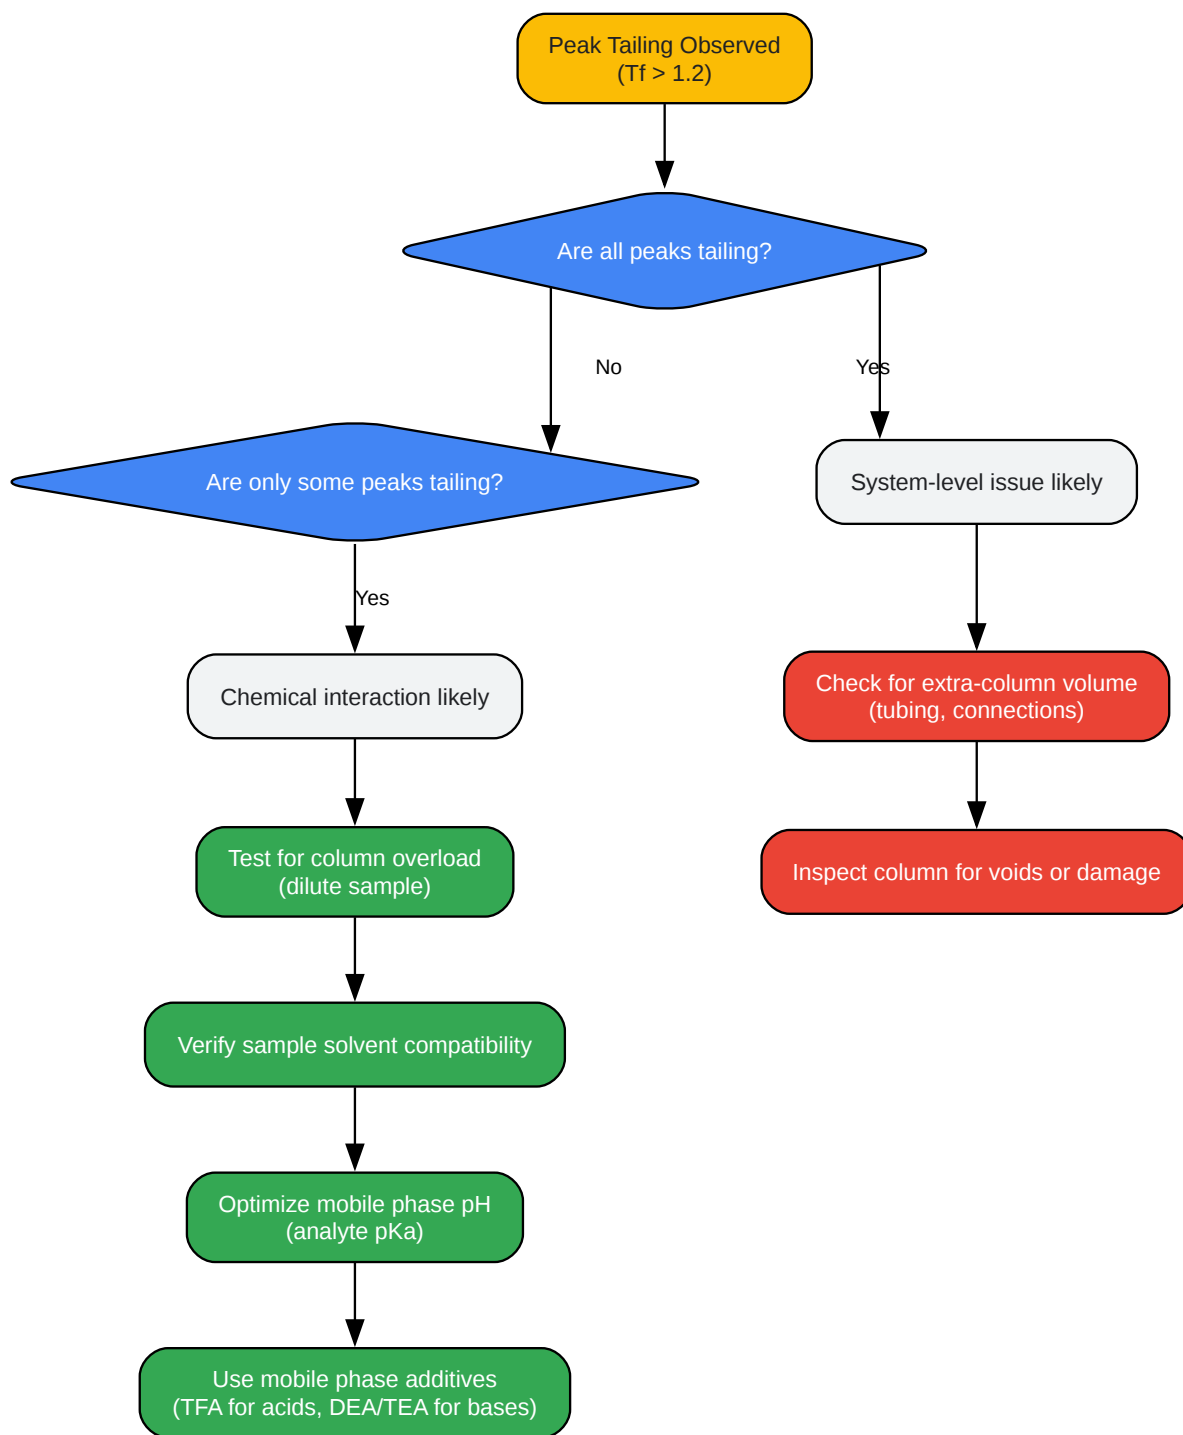 Peak Tailing Observed
(Tf > 1.2)
Are all peaks tailing?
No
Yes
Are only some peaks tailing?
System-level issue likely
Yes
Chemical interaction likely
Check for extra-column volume
(tubing, connections)
Test for column overload
(dilute sample)
Inspect column for voids or damage
Verify sample solvent compatibility
Optimize mobile phase pH
(analyte pKa)
Use mobile phase additives
(TFA for acids, DEA/TEA for bases)